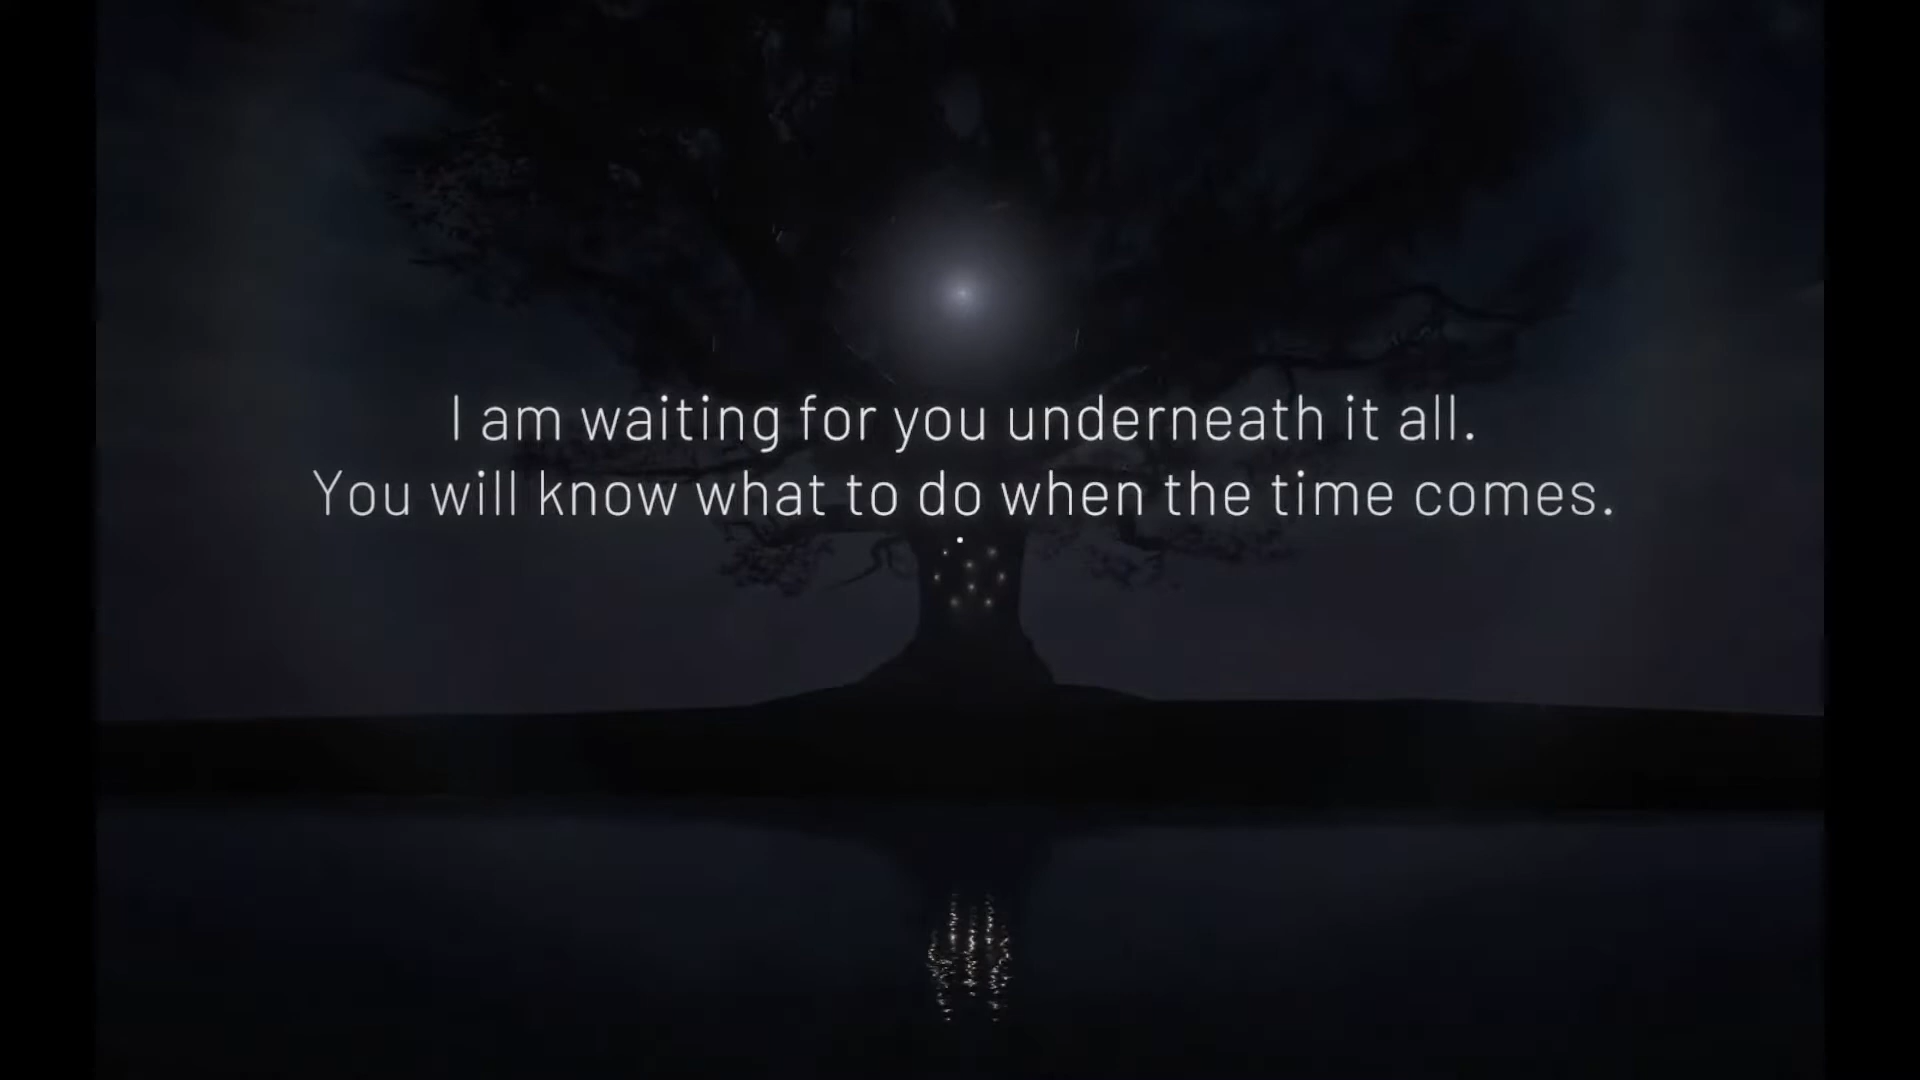 I am waiting for you underneath it all.
You will know what to do when the time comes.